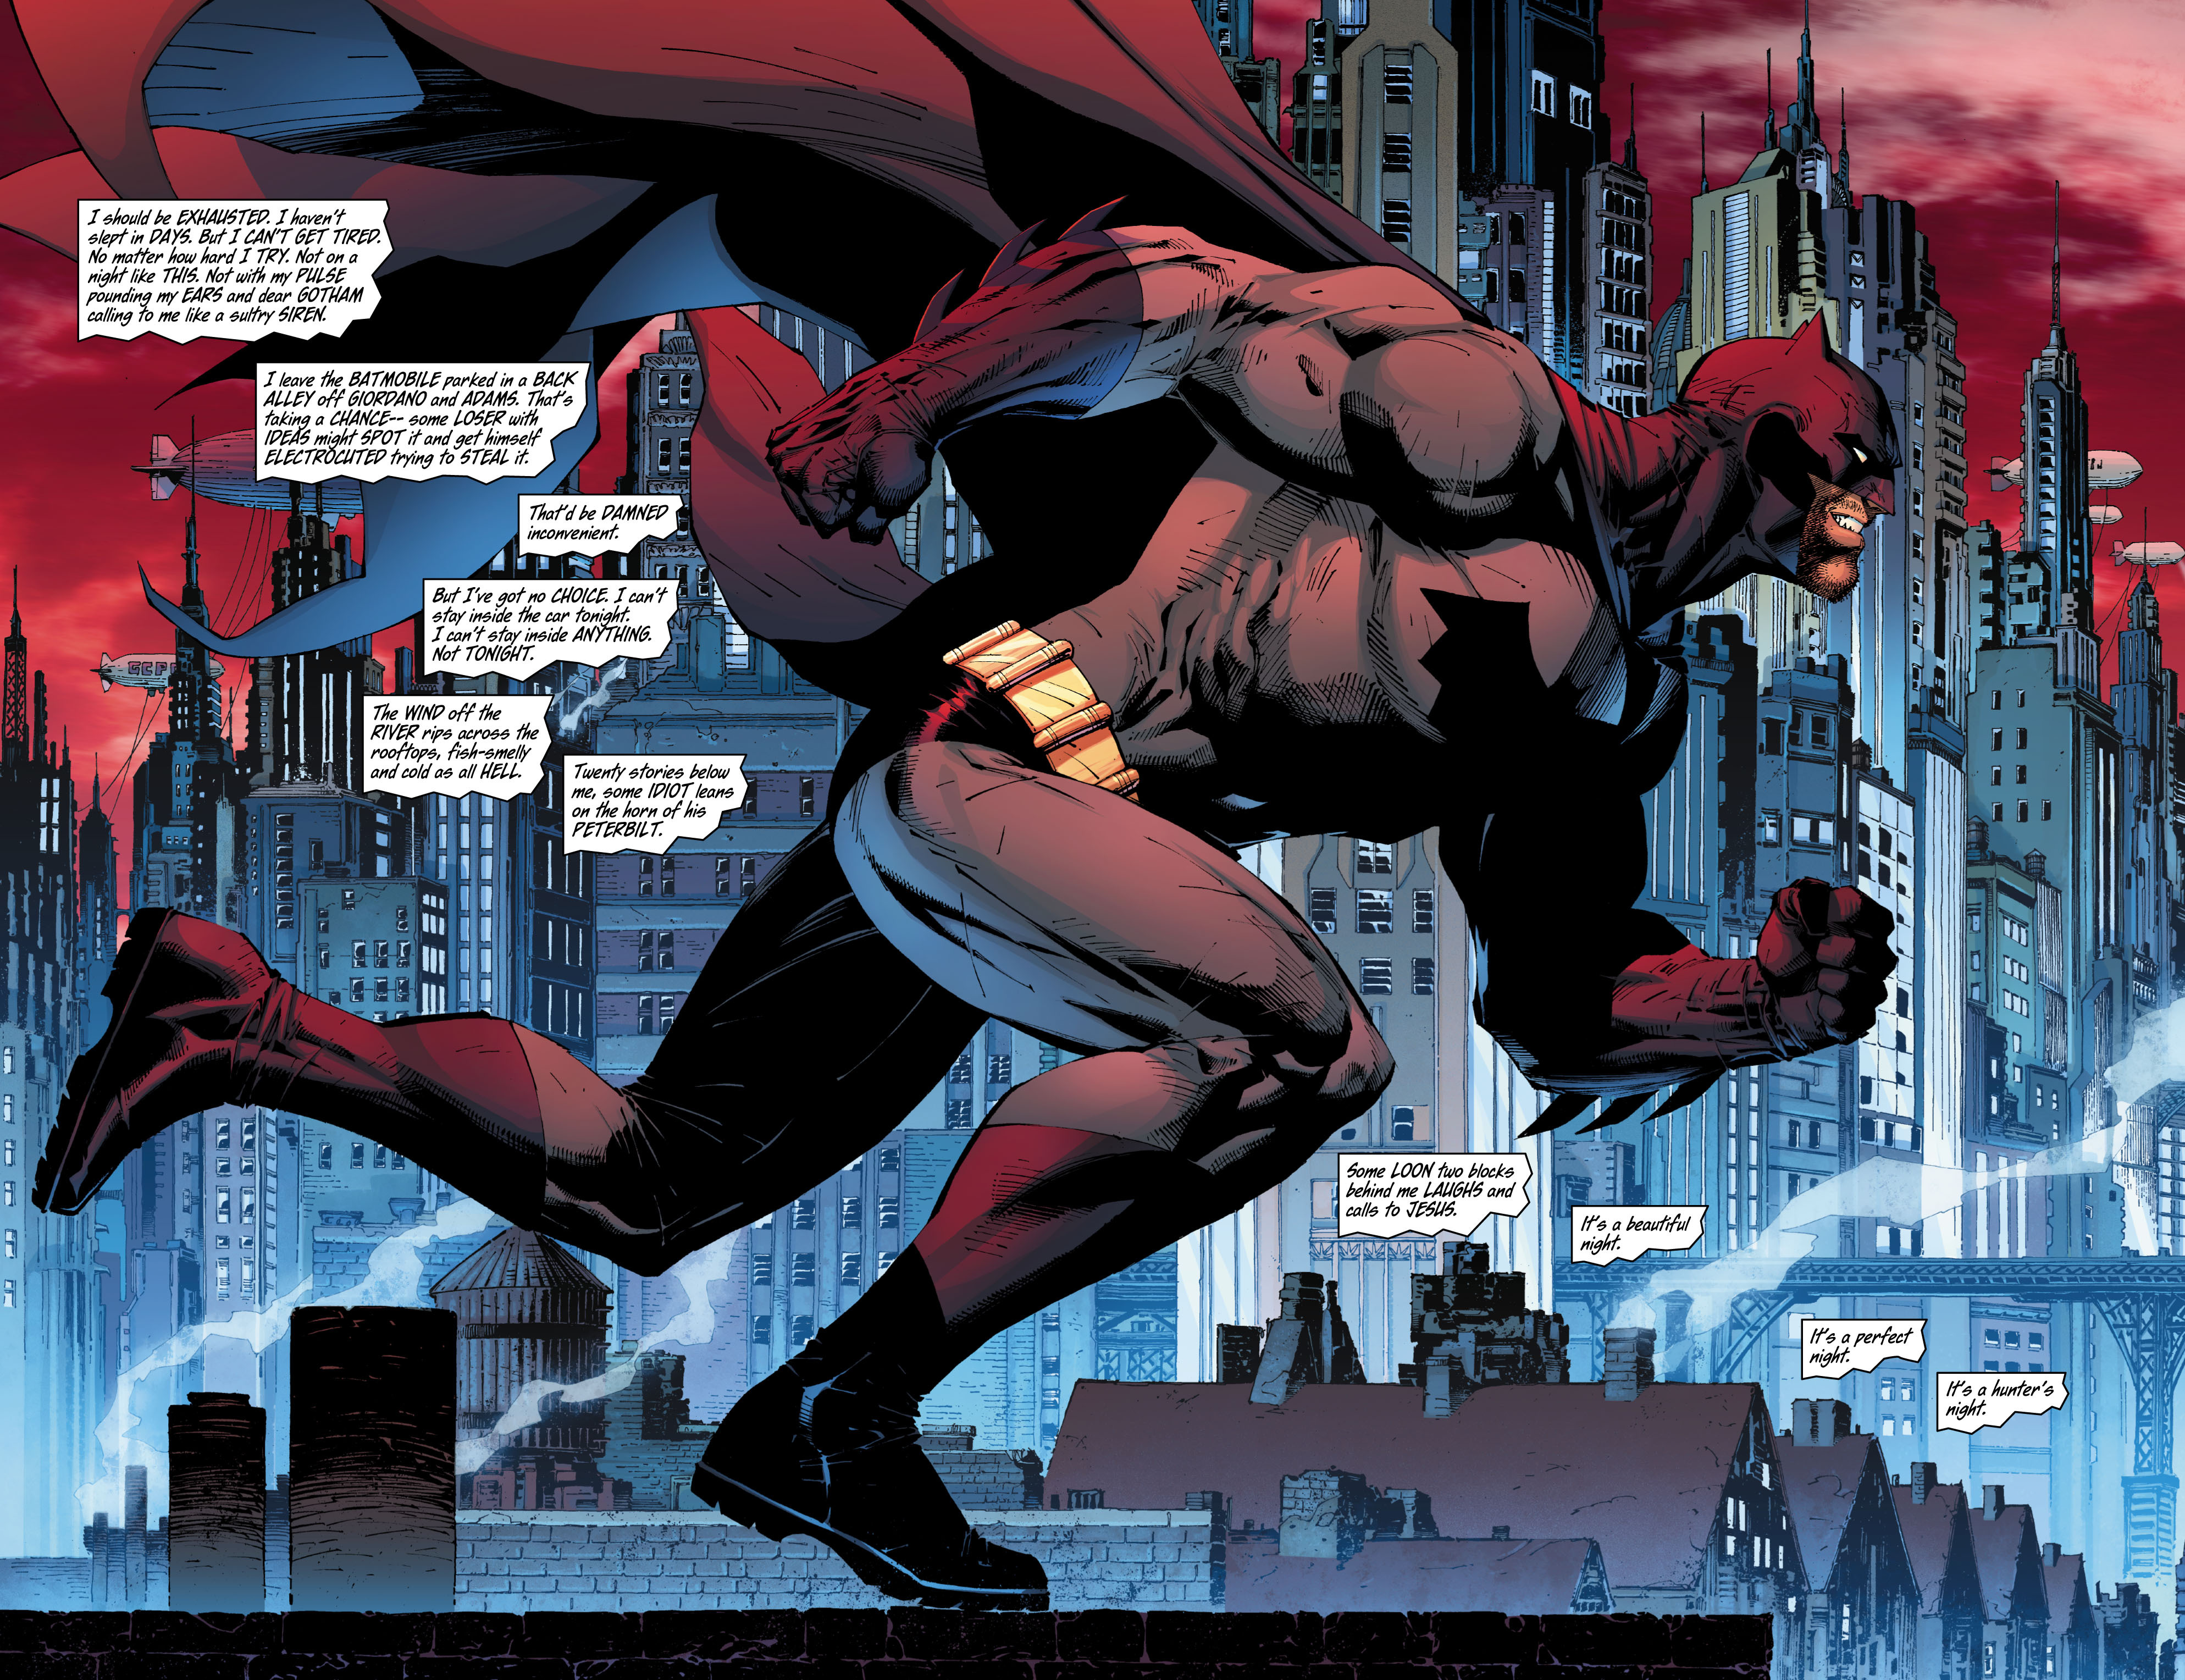 I should be EXHAUSTED. I haven't
slept in DAYS. But I CAN'T GET TIRED.
No matter how hard I TRY. Not on a
night like THIS. Not with my PULSE
pounding my EARS and dear GOTHAM
calling to me like a sultry SIREN.
I leave the BATMOBILE parked in a BACK
ALLEY off GIORDANO and ADAMS. That's
taking a CHANCE-- some LOSER with
IDEAS might SPOT it and get himself
ELECTROCUTED trying to STEAL it.
That'd be DAMNED
inconvenient.
But I've got no CHOICE. I can't
stay inside the car tonight.
I can't stay inside ANYTHING.
Not TONIGHT.
GCP
The WIND off the
RIVER rips across the
rooftops, fish-smelly
and cold as all HELL.
Twenty stories below
me, some IDIOT leans
on the horn of his
PETERBILT.
Some LOON two blocks
behind me LAUGHS and
calls to JESUS.
It's a beautiful
night.
It's a perfect
night.
It's a hunter's
night.